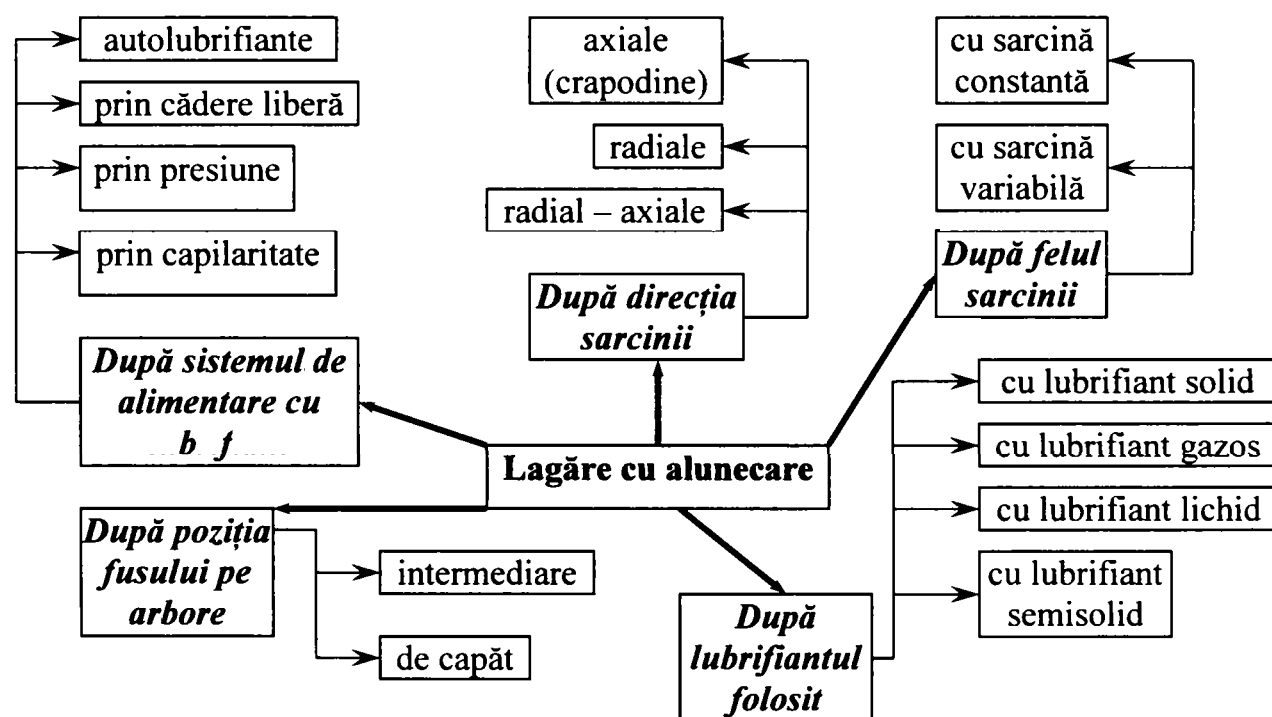 autolubrifiante
prin cădere liberă
prin presiune
prin capilaritate
După sistemul de
alimentare cu
axiale
(crapodine)
radiale
radial – axiale
După direcția
sarcinii
cu sarcină
constantă
cu sarcină
variabilă
După felul
sarcinii
Lagăre cu alunecare
După poziția
fusului pe
arbore
intermediare
de capăt
După
lubrifiantul
folosit
cu lubrifiant solid
cu lubrifiant gazos
cu lubrifiant lichid
cu lubrifiant
semisolid